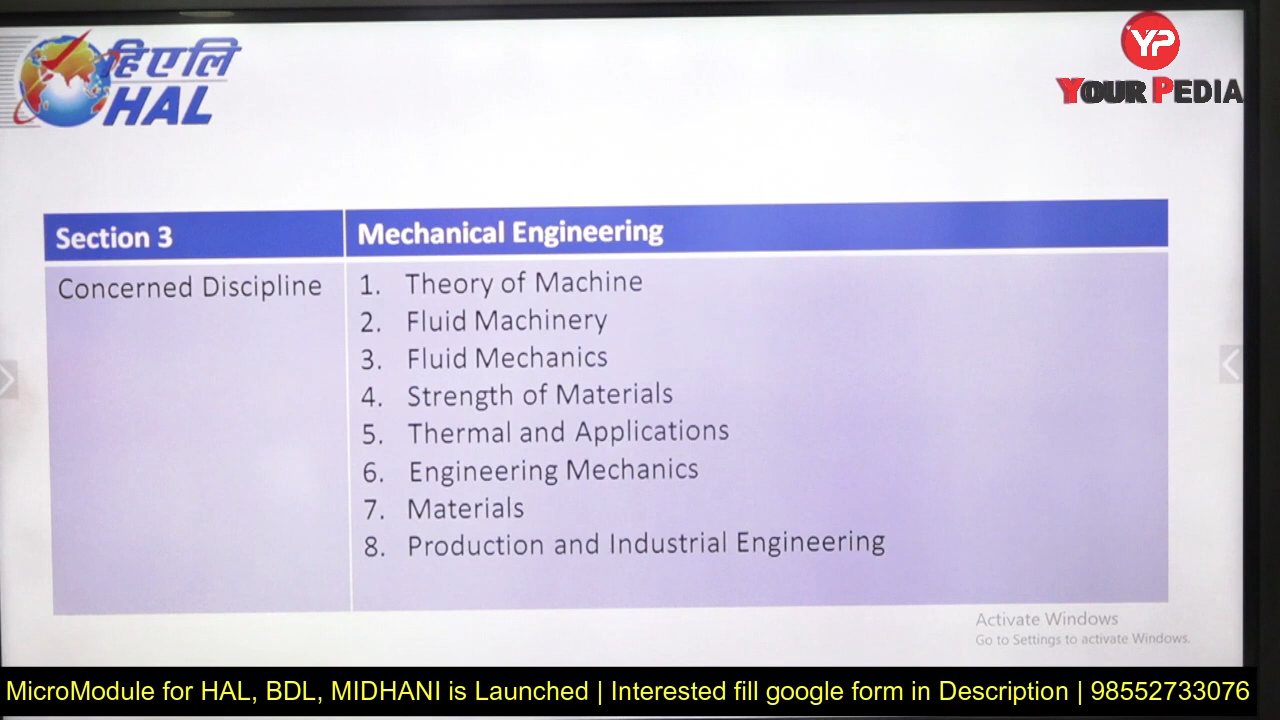 हिएलि
HAL
YP
YOUR PEDIA
Section 3
Mechanical Engineering
Concerned Discipline
1. Theory of Machine
2. Fluid Machinery
3. Fluid Mechanics
4. Strength of Materials
5. Thermal and Applications
6. Engineering Mechanics
7. Materials
8. Production and Industrial Engineering
Activate Windows
Go to Settings to activate Windows.
MicroModule for HAL, BDL, MIDHANI is Launched | Interested fill google form in Description | 98552733076